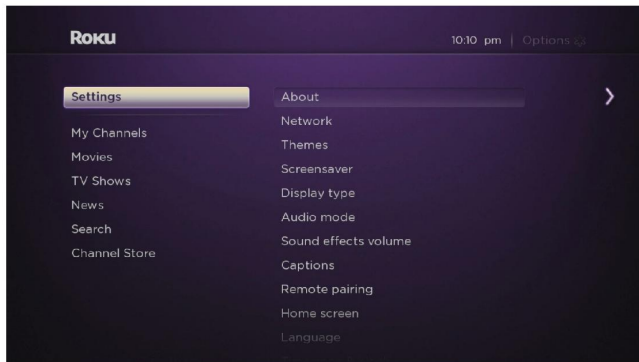 Roku
10:10 pm | Options
Settings
My Channels
Movies
TV Shows
News
Search
Channel Store
About
Network
Themes
Screensaver
Display type
Audio mode
Sound effects volume
Captions
Remote pairing
Home screen
Language